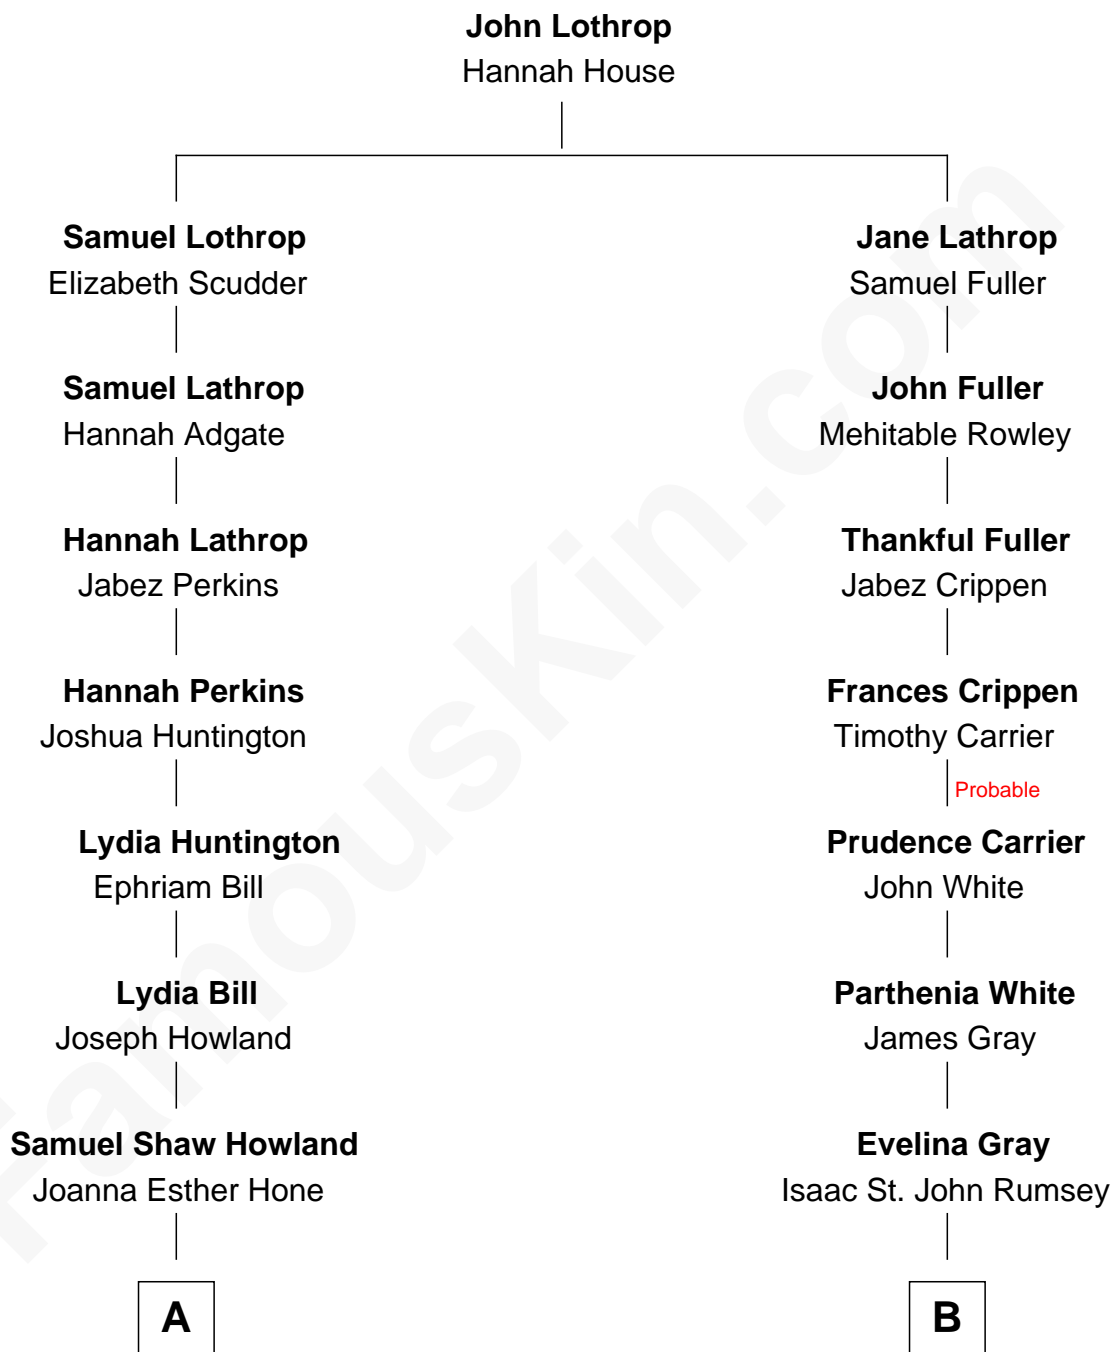 John Lothrop
Hannah House
Samuel Lothrop
Elizabeth Scudder
Jane Lathrop
Samuel Fuller
Samuel Lathrop
Hannah Adgate
John Fuller
Mehitable Rowley
Hannah Lathrop
Jabez Perkins
Thankful Fuller
Jabez Crippen
Hannah Perkins
Joshua Huntington
Frances Crippen
Timothy Carrier
Probable
Lydia Huntington
Ephriam Bill
Prudence Carrier
John White
Lydia Bill
Joseph Howland
Parthenia White
James Gray
Samuel Shaw Howland
Joanna Esther Hone
Evelina Gray
Isaac St. John Rumsey
A
B
FamousKin.com